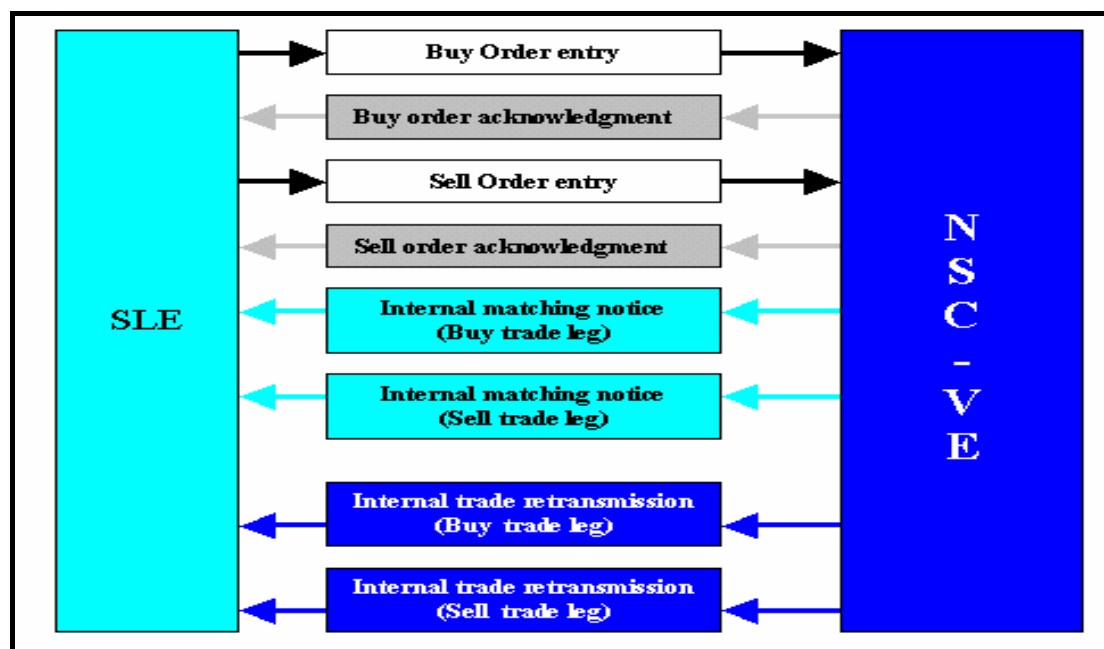 Buy Order entry
Buy order acknowledgment
Sell Order entry
Sell order acknowledgment
SLE
Internal matching notice
(Buy trade leg)
Internal matching notice
(Sell trade leg)
Internal trade retransmission
(Buy trade leg)
Internal trade retransmission
(Sell trade leg)
N
S
C
-
V
E